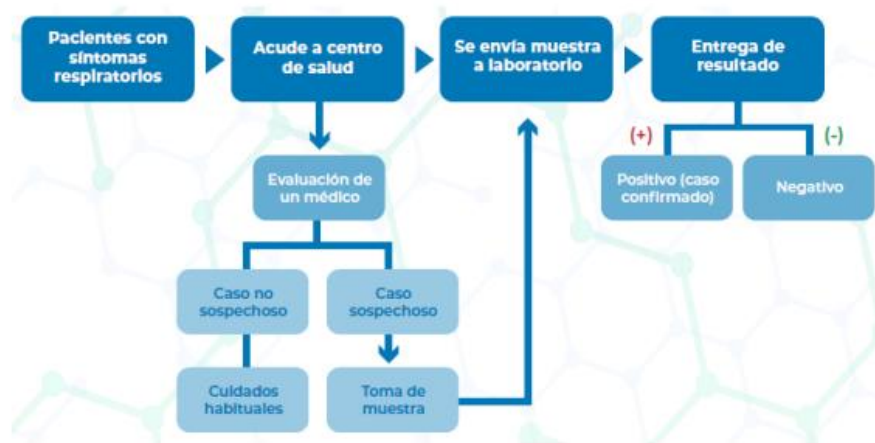 Pacientes con
síntomas
respiratorios
Acude a centro
de salud
Se envía muestra
a laboratorio
Entrega de
resultado
(+)
(-)
Evaluación de
un médico
Positivo (caso
confirmado)
Negativo
Caso no
sospechoso
Caso
sospechoso
Cuidados
habituales
Toma de
muestra